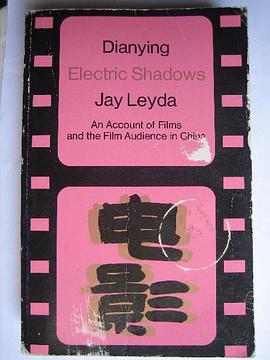 Dianying
Electric Shadows
Jay Leyda
An Account of Films
and the Film Audience in China
电
影